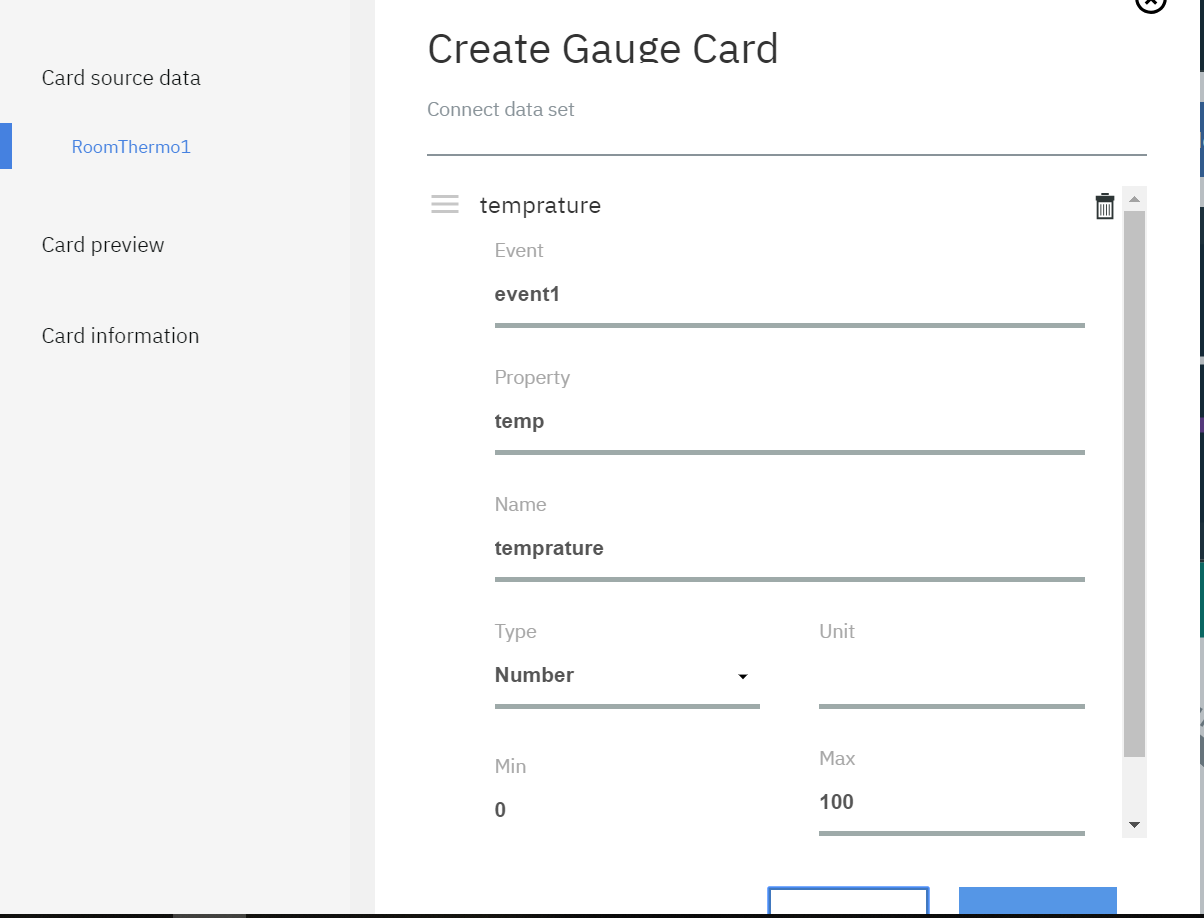 Create Gauge Card
Card source data
Connect data set
RoomThermo1
temprature
Card preview
Event
event1
Card information
Property
temp
Name
temprature
Type
Unit
Number
Min
Max
0
100